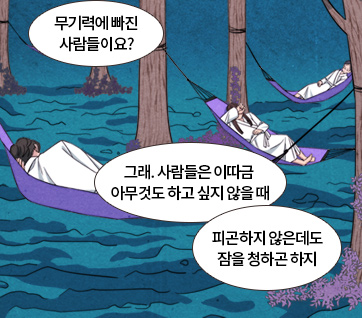 무기력에 빠진
사람들이요?
그래. 사람들은 이따금
아무것도 하고 싶지 않을 때
피곤하지 않은데도
잠을 청하곤 하지